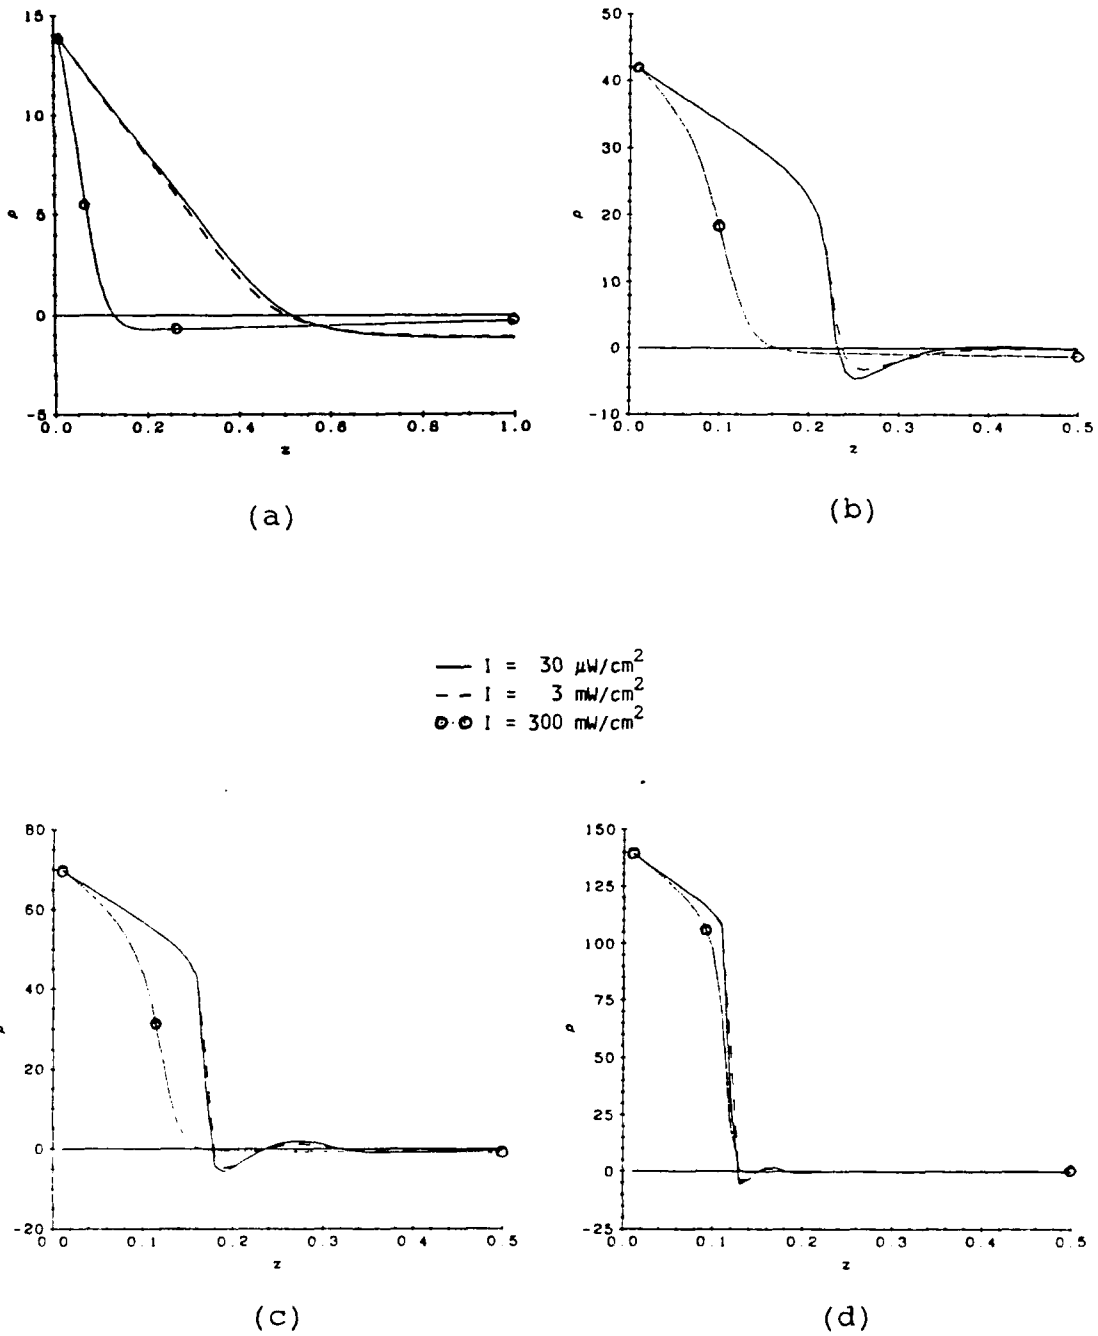 15
10
5
0
-5
ρ
0.0 0.2 0.4 0.6 0.8 1.0
z
(a)
50
40
30
20
10
0
-10
ρ
0.0 0.1 0.2 0.3 0.4 0.5
z
(b)
I = 30 μW/cm²
I = 3 mW/cm²
I = 300 mW/cm²
80
60
40
20
0
-20
ρ
0.0 0.1 0.2 0.3 0.4 0.5
z
(c)
150
125
100
75
50
25
0
-25
ρ
0.0 0.1 0.2 0.3 0.4 0.5
z
(d)